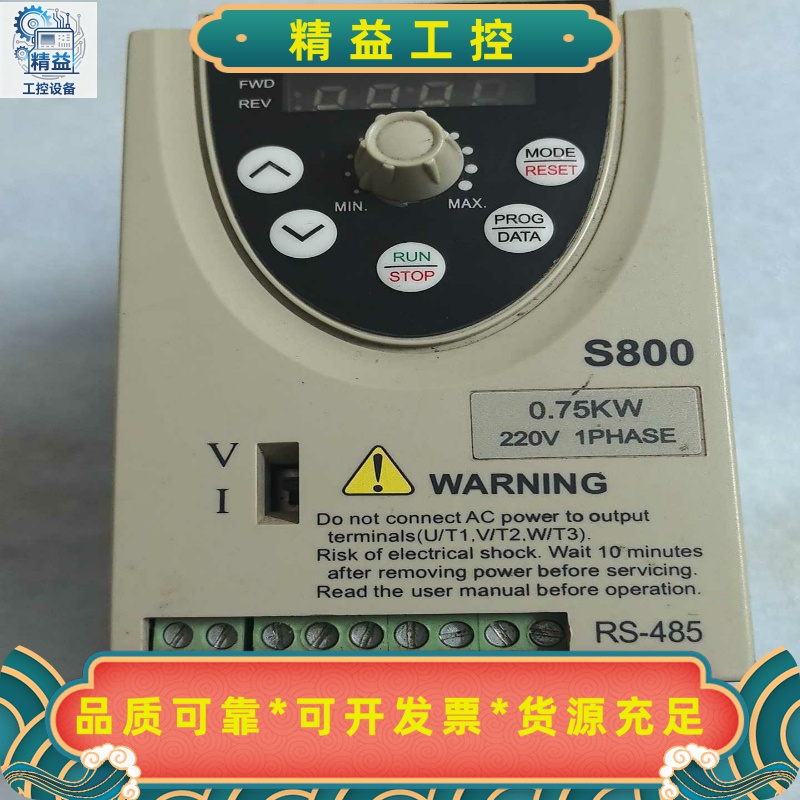 精益
工控设备
精益工控
FWD
REV
MIN.
MAX.
MODE
RESET
PROG
DATA
RUN
STOP
S800
0.75KW
220V 1PHASE
V
I
WARNING
Do not connect AC power to output
terminals(U/T1,V/T2,W/T3).
Risk of electrical shock. Wait 10 minutes
after removing power before servicing.
Read the user manual before operation.
RS-485
品质可靠*可开发票*货源充足